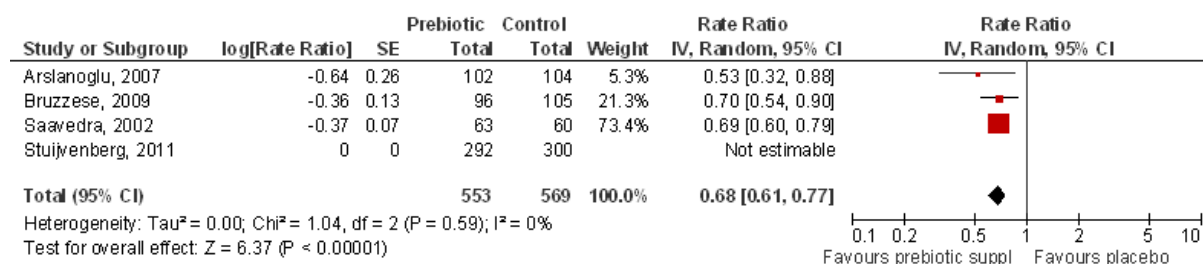 Prebiotic Control Rate Ratio Rate Ratio
Study or Subgroup log[Rate Ratio] SE Total Total Weight IV, Random, 95% CI IV, Random, 95% CI
Arslanoglu, 2007 -0.64 0.26 102 104 5.3% 0.53 [0.32, 0.88]
Bruzzese, 2009 -0.36 0.13 96 105 21.3% 0.70 [0.54, 0.90]
Saavedra, 2002 -0.37 0.07 63 60 73.4% 0.69 [0.60, 0.79]
Stuijvenberg, 2011 0 0 292 300 Not estimable
Total (95% CI) 553 569 100.0% 0.68 [0.61, 0.77]
Heterogeneity: Tau² = 0.00; Chi² = 1.04, df = 2 (P = 0.59); I² = 0%
Test for overall effect: Z = 6.37 (P < 0.00001)
0.1 0.2 0.5 1 2 5 10
Favours prebiotic suppl Favours placebo